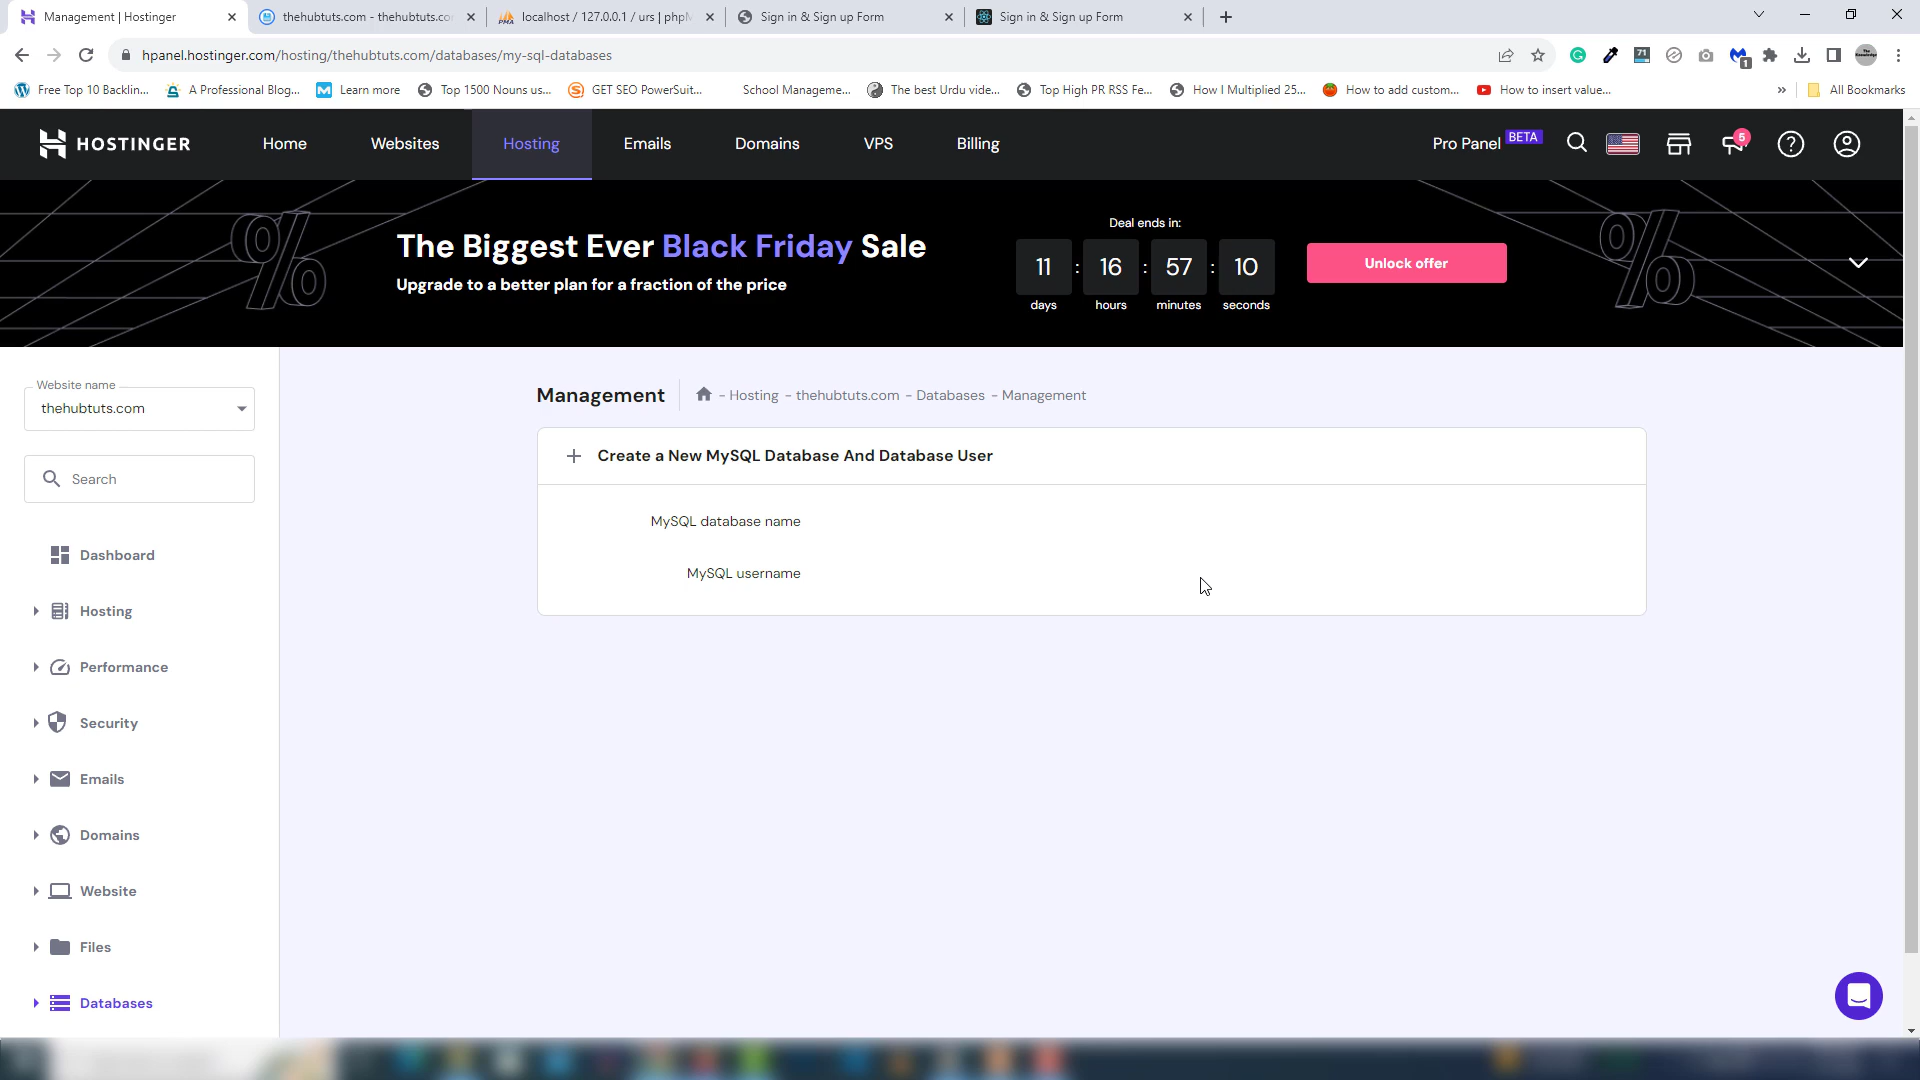 Management | Hostinger
thehubtuts.com - thehubtuts.co
localhost / 127.0.0.1 / urs | phpM
Sign in & Sign up Form
Sign in & Sign up Form
hpanel.hostinger.com/hosting/thehubtuts.com/databases/my-sql-databases
71
1
Free Top 10 Backlin...
A Professional Blog...
Learn more
Top 1500 Nouns us...
GET SEO PowerSuit...
School Manageme...
The best Urdu vide...
Top High PR RSS Fe...
How I Multiplied 25...
How to add custom...
How to insert value...
»
All Bookmarks
HOSTINGER
Home
Websites
Hosting
Emails
Domains
VPS
Billing
Pro Panel BETA
5
The Biggest Ever Black Friday Sale
Upgrade to a better plan for a fraction of the price
Deal ends in:
11 : 16 : 57 : 10
days hours minutes seconds
Unlock offer
Website name
thehubtuts.com
Search
Dashboard
Hosting
Performance
Security
Emails
Domains
Website
Files
Databases
Management
- Hosting - thehubtuts.com - Databases - Management
Create a New MySQL Database And Database User
MySQL database name
MySQL username